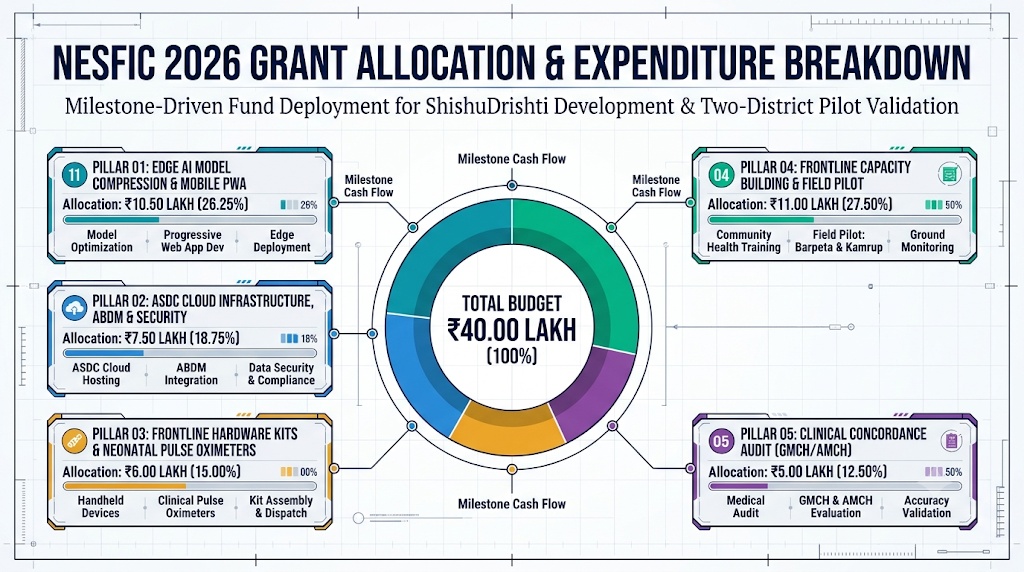 NESFIC 2026 GRANT ALLOCATION & EXPENDITURE BREAKDOWN
Milestone-Driven Fund Deployment for ShishuDrishti Development & Two-District Pilot Validation
11
PILLAR 01: EDGE AI MODEL
COMPRESSION & MOBILE PWA
Allocation: ₹10.50 LAKH (26.25%)
26%
Model
Optimization
Progressive
Web App Dev
Edge
Deployment
PILLAR 02: ASDC CLOUD INFRASTRUCTURE,
ABDM & SECURITY
Allocation: ₹7.50 LAKH (18.75%)
18%
ASDC Cloud
Hosting
ABDM
Integration
Data Security
& Compliance
PILLAR 03: FRONTLINE HARDWARE KITS
& NEONATAL PULSE OXIMETERS
Allocation: ₹6.00 LAKH (15.00%)
00%
Handheld
Devices
Clinical Pulse
Oximeters
Kit Assembly
& Dispatch
Milestone
Cash Flow
Milestone Cash Flow
Milestone
Cash Flow
TOTAL BUDGET
₹40.00 LAKH
(100%)
Milestone Cash Flow
04
PILLAR 04: FRONTLINE CAPACITY
BUILDING & FIELD PILOT
Allocation: ₹11.00 LAKH (27.50%)
50%
Community
Health Training
Field Pilot:
Barpeta & Kamrup
Ground
Monitoring
05
PILLAR 05: CLINICAL CONCORDANCE
AUDIT (GMCH/AMCH)
Allocation: ₹5.00 LAKH (12.50%)
50%
Medical
Audit
GMCH & AMCH
Evaluation
Accuracy
Validation